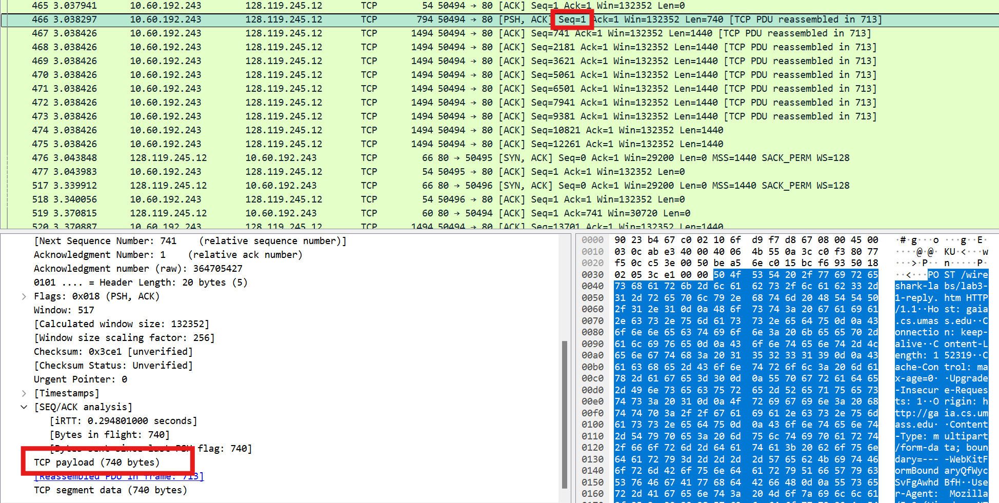 465 3.037941 10.60.192.243 128.119.245.12 TCP 54 50494 → 80 [ACK] Seq=1 Ack=1 Win=132352 Len=0
466 3.038297 10.60.192.243 128.119.245.12 TCP 794 50494 → 80 [PSH, ACK] Seq=1 Ack=1 Win=132352 Len=740 [TCP PDU reassembled in 713]
467 3.038426 10.60.192.243 128.119.245.12 TCP 1494 50494 → 80 [ACK] Seq=741 Ack=1 Win=132352 Len=1440 [TCP PDU reassembled in 713]
468 3.038426 10.60.192.243 128.119.245.12 TCP 1494 50494 → 80 [ACK] Seq=2181 Ack=1 Win=132352 Len=1440 [TCP PDU reassembled in 713]
469 3.038426 10.60.192.243 128.119.245.12 TCP 1494 50494 → 80 [ACK] Seq=3621 Ack=1 Win=132352 Len=1440 [TCP PDU reassembled in 713]
470 3.038426 10.60.192.243 128.119.245.12 TCP 1494 50494 → 80 [ACK] Seq=5061 Ack=1 Win=132352 Len=1440 [TCP PDU reassembled in 713]
471 3.038426 10.60.192.243 128.119.245.12 TCP 1494 50494 → 80 [ACK] Seq=6501 Ack=1 Win=132352 Len=1440 [TCP PDU reassembled in 713]
472 3.038426 10.60.192.243 128.119.245.12 TCP 1494 50494 → 80 [ACK] Seq=7941 Ack=1 Win=132352 Len=1440 [TCP PDU reassembled in 713]
473 3.038426 10.60.192.243 128.119.245.12 TCP 1494 50494 → 80 [ACK] Seq=9381 Ack=1 Win=132352 Len=1440 [TCP PDU reassembled in 713]
474 3.038426 10.60.192.243 128.119.245.12 TCP 1494 50494 → 80 [ACK] Seq=10821 Ack=1 Win=132352 Len=1440
475 3.038426 10.60.192.243 128.119.245.12 TCP 1494 50494 → 80 [ACK] Seq=12261 Ack=1 Win=132352 Len=1440
476 3.043848 128.119.245.12 10.60.192.243 TCP 66 80 → 50495 [SYN, ACK] Seq=0 Ack=1 Win=29200 Len=0 MSS=1440 SACK_PERM WS=128
477 3.043983 10.60.192.243 128.119.245.12 TCP 54 50495 → 80 [ACK] Seq=1 Ack=1 Win=132352 Len=0
517 3.339912 128.119.245.12 10.60.192.243 TCP 66 80 → 50496 [SYN, ACK] Seq=0 Ack=1 Win=29200 Len=0 MSS=1440 SACK_PERM WS=128
518 3.340056 10.60.192.243 128.119.245.12 TCP 54 50496 → 80 [ACK] Seq=1 Ack=1 Win=132352 Len=0
519 3.370815 128.119.245.12 10.60.192.243 TCP 60 80 → 50494 [ACK] Seq=1 Ack=741 Win=30720 Len=0
520 3.370887 10.60.192.243 128.119.245.12 TCP 1494 50494 → 80 [ACK] Seq=13701 Ack=1 Win=132352 Len=1440
[Next Sequence Number: 741 (relative sequence number)]
Acknowledgment Number: 1 (relative ack number)
Acknowledgment number (raw): 364705427
0101 .... = Header Length: 20 bytes (5)
Flags: 0x018 (PSH, ACK)
Window: 517
[Calculated window size: 132352]
[Window size scaling factor: 256]
Checksum: 0x3ce1 [unverified]
[Checksum Status: Unverified]
Urgent Pointer: 0
[Timestamps]
[SEQ/ACK analysis]
[iRTT: 0.294801000 seconds]
[Bytes in flight: 740]
[Bytes sent since last PSH flag: 740]
TCP payload (740 bytes)
[Reassembled PDU in frame: 713]
TCP segment data (740 bytes)
0000 90 23 b4 67 c0 02 10 6f d9 f7 d8 67 08 00 45 00 ·#·g···o ···g··E·
0010 03 0c ab e3 40 00 40 06 4b 55 0a 3c c0 f3 80 77 ····@·@· KU·<···w
0020 f5 0c c5 3e 00 50 be a5 6e c0 15 bc f6 93 50 18 ···>·P·· n·····P·
0030 02 05 3c e1 00 00 50 4f 53 54 20 2f 77 69 72 65 ··<···PO ST /wire
0040 73 68 61 72 6b 2d 6c 61 62 73 2f 6c 61 62 33 2d shark-la bs/lab3-
0050 31 2d 72 65 70 6c 79 2e 68 74 6d 20 48 54 54 50 1-reply. htm HTTP
0060 2f 31 2e 31 0d 0a 48 6f 73 74 3a 20 67 61 69 61 /1.1··Ho st: gaia
0070 2e 63 73 2e 75 6d 61 73 73 2e 65 64 75 0d 0a 43 .cs.umas s.edu··C
0080 6f 6e 6e 65 63 74 69 6f 6e 3a 20 6b 65 65 70 2d onnectio n: keep-
0090 61 6c 69 76 65 0d 0a 43 6f 6e 74 65 6e 74 2d 4c alive··C ontent-L
00a0 65 6e 67 74 68 3a 20 31 35 32 33 31 39 0d 0a 43 ength: 1 52319··C
00b0 61 63 68 65 2d 43 6f 6e 74 72 6f 6c 3a 20 6d 61 ache-Con trol: ma
00c0 78 2d 61 67 65 3d 30 0d 0a 55 70 67 72 61 64 65 x-age=0· ·Upgrade
00d0 2d 49 6e 73 65 63 75 72 65 2d 52 65 71 75 65 73 -Insecur e-Reques
00e0 74 73 3a 20 31 0d 0a 4f 72 69 67 69 6e 3a 20 68 ts: 1··O rigin: h
00f0 74 74 70 3a 2f 2f 67 61 69 61 2e 63 73 2e 75 6d ttp://ga ia.cs.um
0100 61 73 73 2e 65 64 75 0d 0a 43 6f 6e 74 65 6e 74 ass.edu· ·Content
0110 2d 54 79 70 65 3a 20 6d 75 6c 74 69 70 61 72 74 -Type: m ultipart
0120 2f 66 6f 72 6d 2d 64 61 74 61 3b 20 62 6f 75 6e /form-da ta; boun
0130 64 61 72 79 3d 2d 2d 2d 2d 57 65 62 4b 69 74 46 dary=--- -WebKitF
0140 6f 72 6d 42 6f 75 6e 64 61 72 79 51 66 57 79 63 ormBound aryQfWyc
0150 53 76 46 67 41 77 68 64 42 66 48 0d 0a 55 73 65 SvFgAwhd BfH··Use
0160 72 2d 41 67 65 6e 74 3a 20 4d 6f 7a 69 6c 6c 61 r-Agent: Mozilla